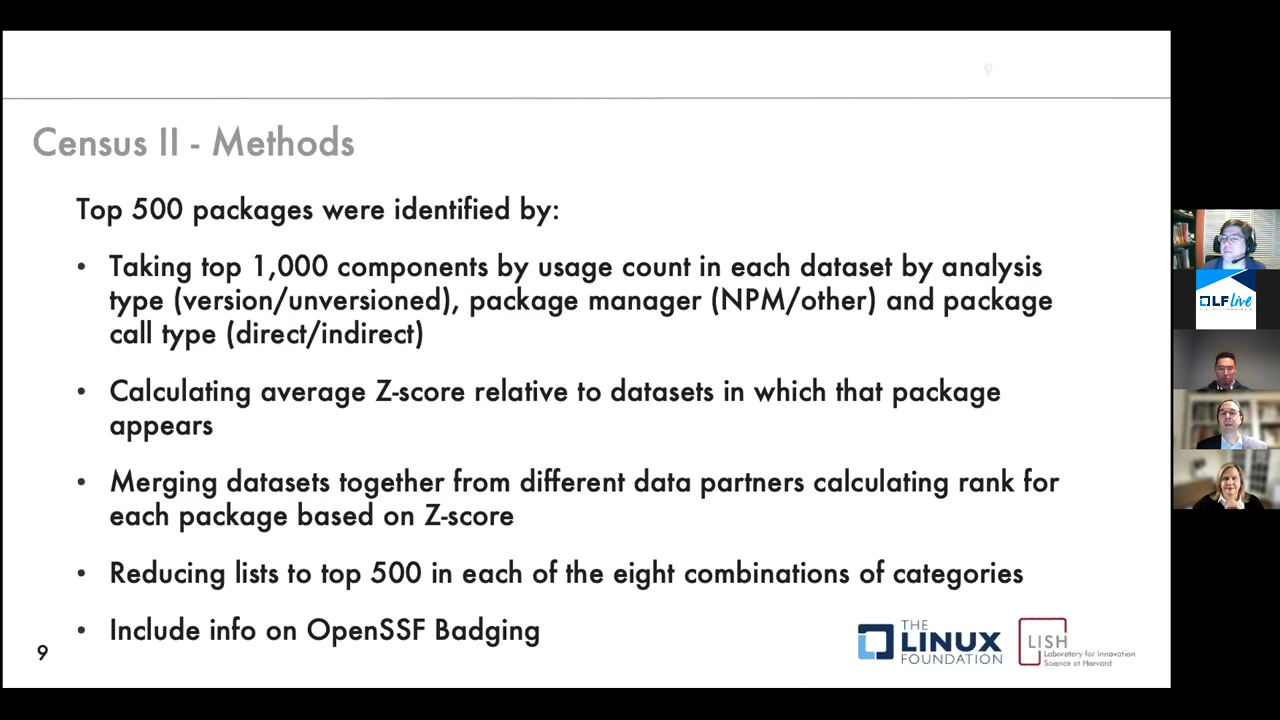 9
Census II - Methods
Top 500 packages were identified by:
• Taking top 1,000 components by usage count in each dataset by analysis
type (version/unversioned), package manager (NPM/other) and package
call type (direct/indirect)
• Calculating average Z-score relative to datasets in which that package
appears
• Merging datasets together from different data partners calculating rank for
each package based on Z-score
• Reducing lists to top 500 in each of the eight combinations of categories
• Include info on OpenSSF Badging
9
THE
LINUX
FOUNDATION
LISH
Laboratory for Innovation
Science at Harvard
LF Live